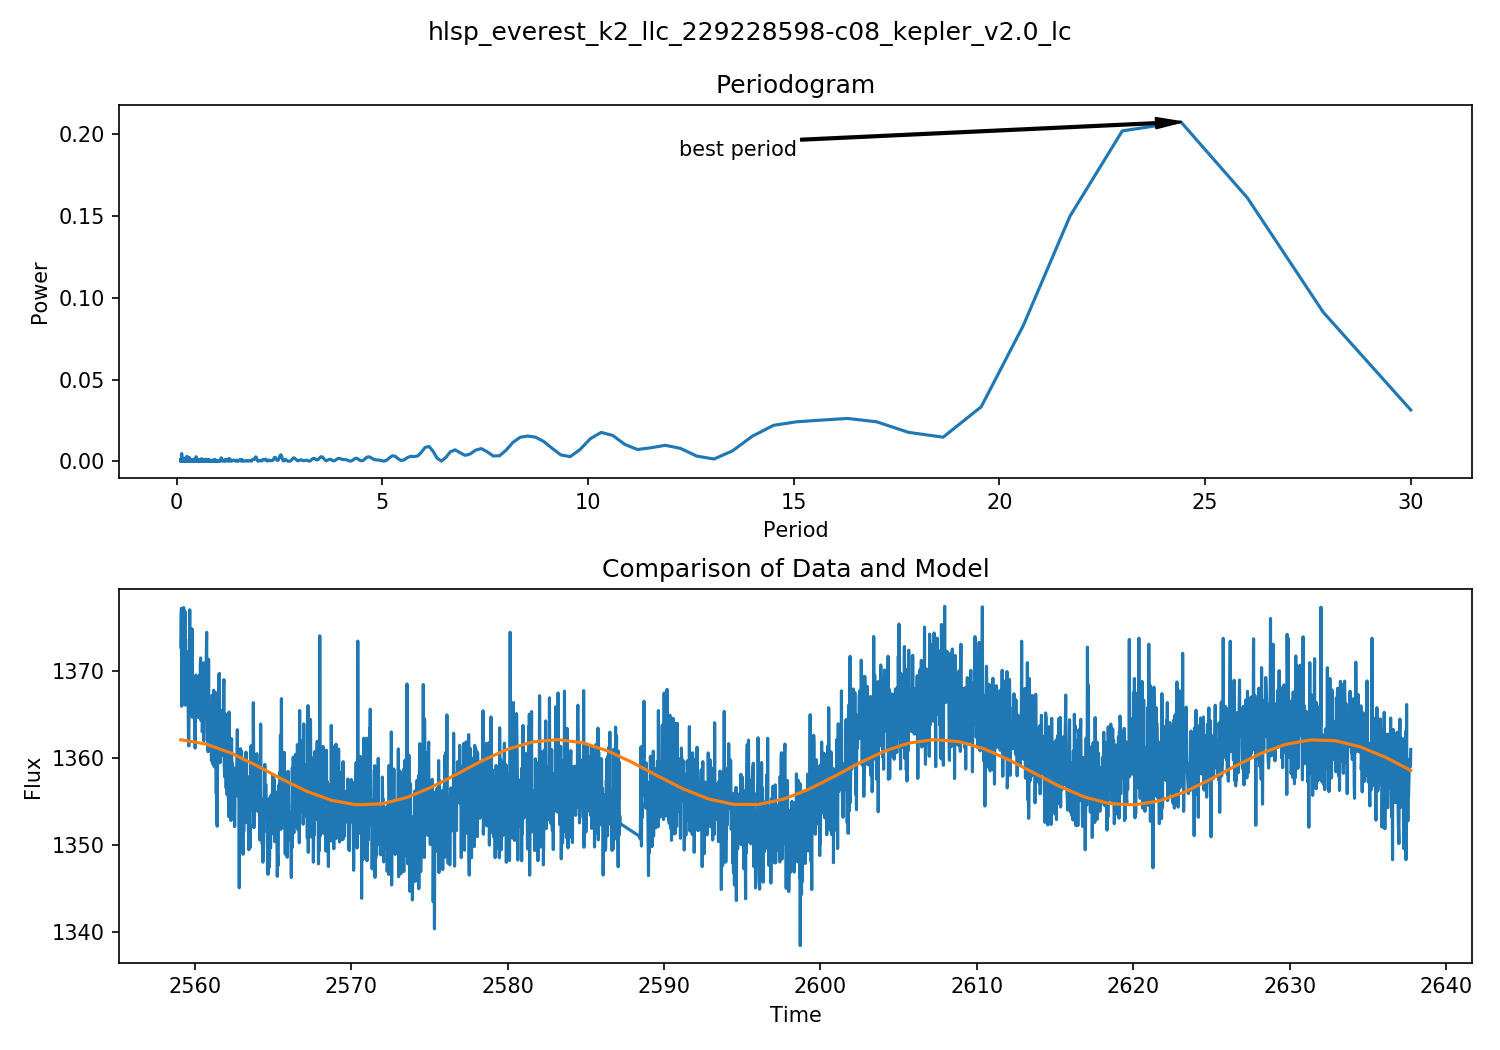 hlsp_everest_k2_llc_229228598-c08_kepler_v2.0_lc
Periodogram
0.20
0.15
0.10
0.05
0.00
Power
best period
0 5 10 15 20 25 30
Period
Comparison of Data and Model
1370
1360
1350
1340
Flux
2560 2570 2580 2590 2600 2610 2620 2630 2640
Time